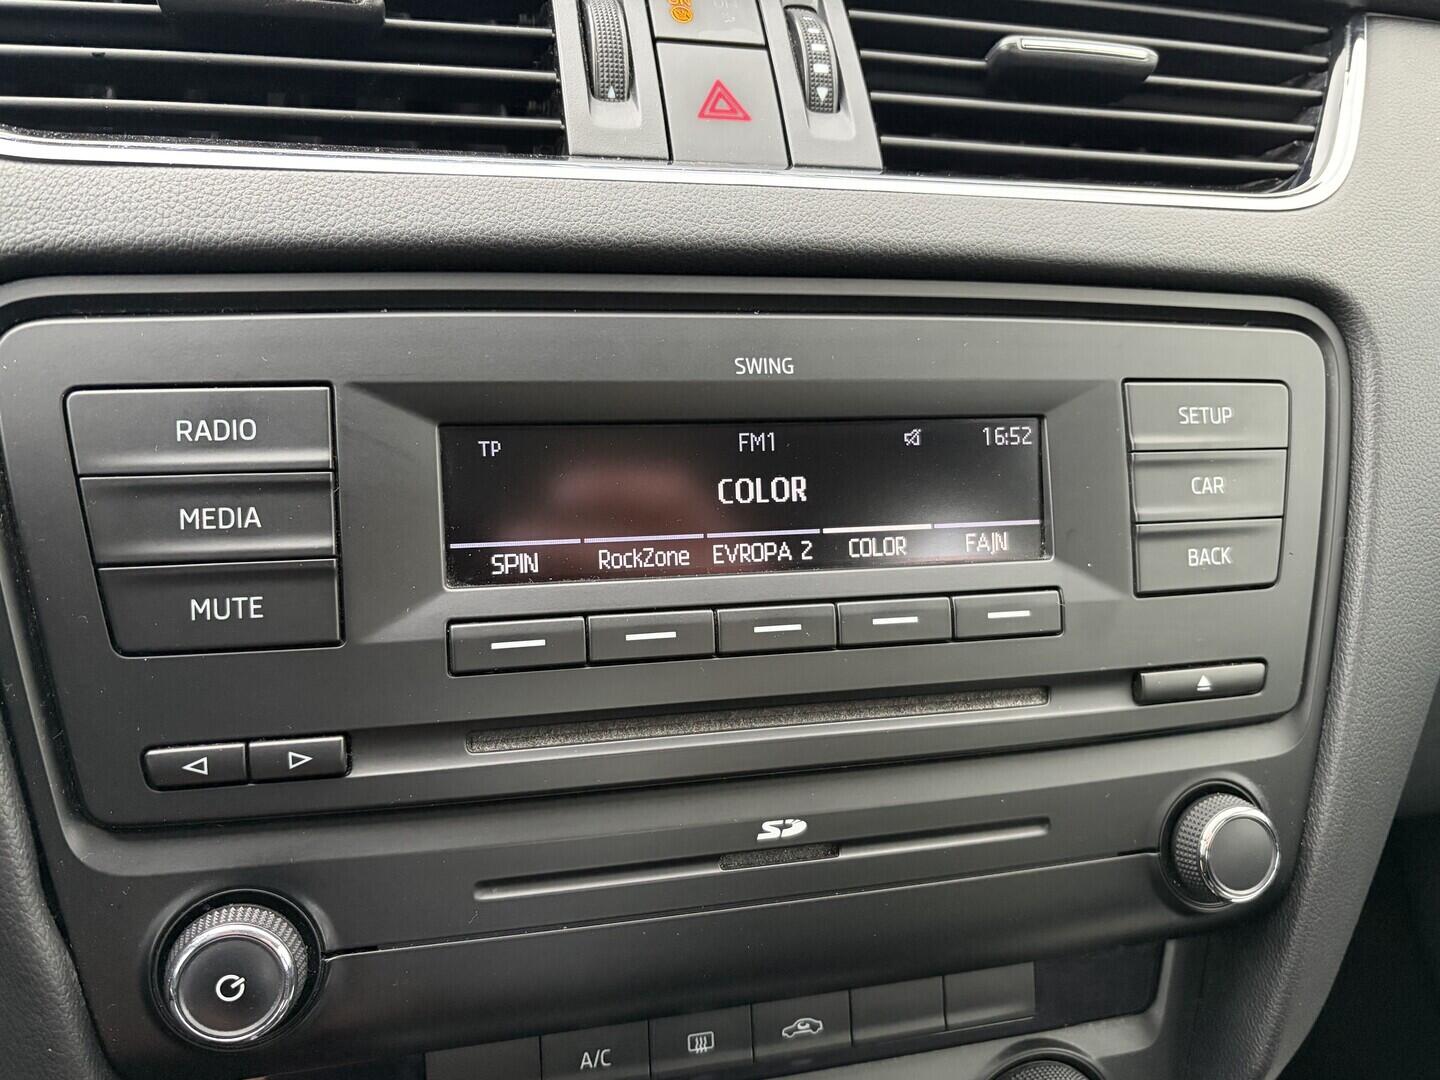 SWING
RADIO
MEDIA
MUTE
TP FM1 16:52
COLOR
SPIN RockZone EVROPA 2 COLOR FAJN
SETUP
CAR
BACK
SD
A/C